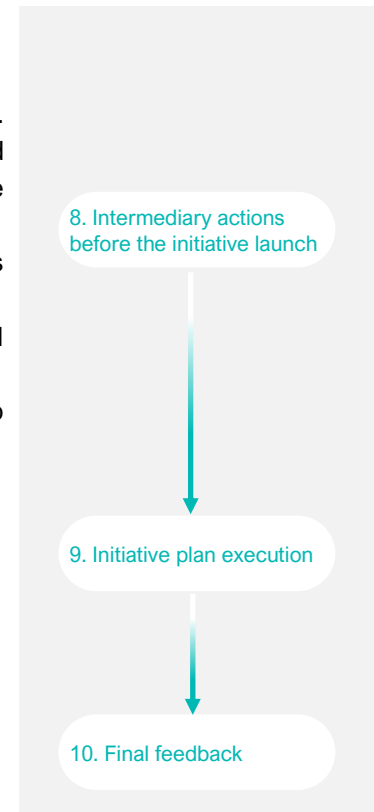 8. Intermediary actions
before the initiative launch
9. Initiative plan execution
10. Final feedback